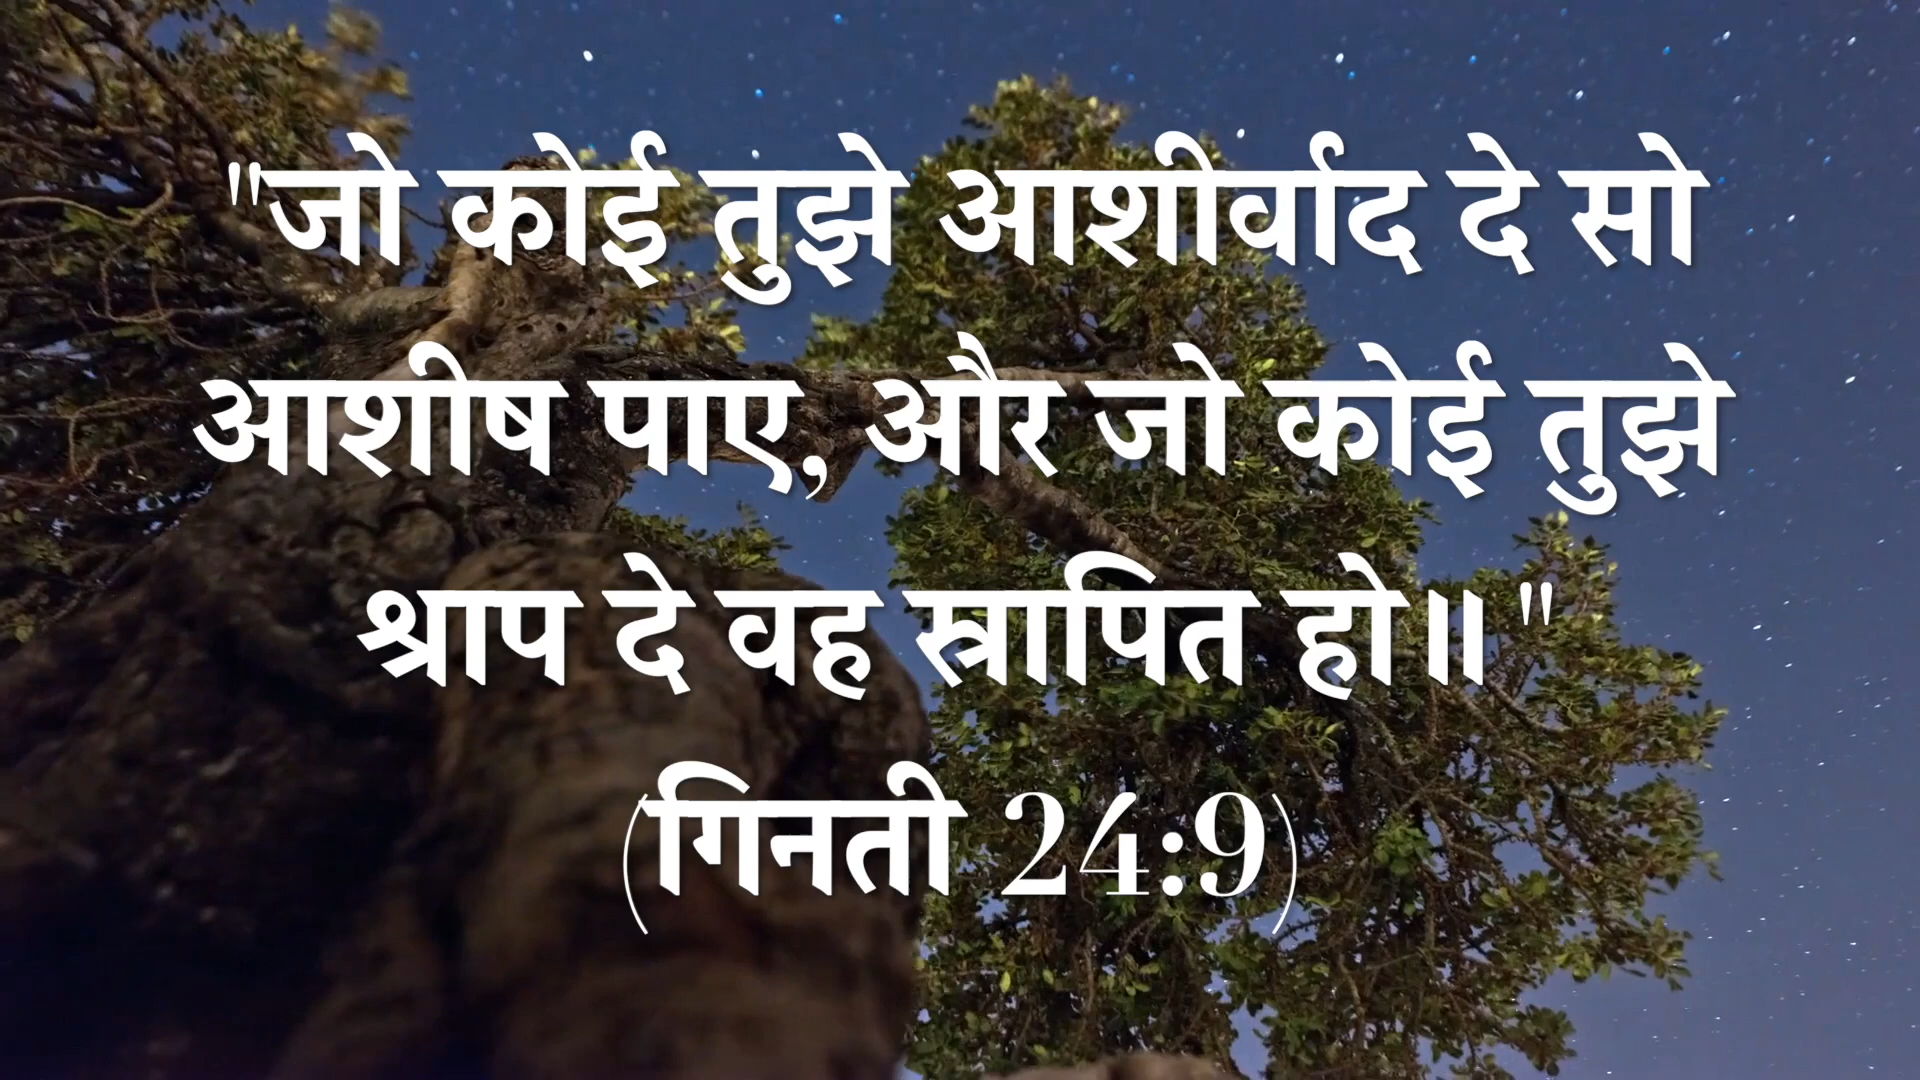 "जो कोई तुझे आशीर्वाद दे सो
आशीष पाए, और जो कोई तुझे
श्राप दे वह स्रापित हो॥"
(गिनती 24:9)